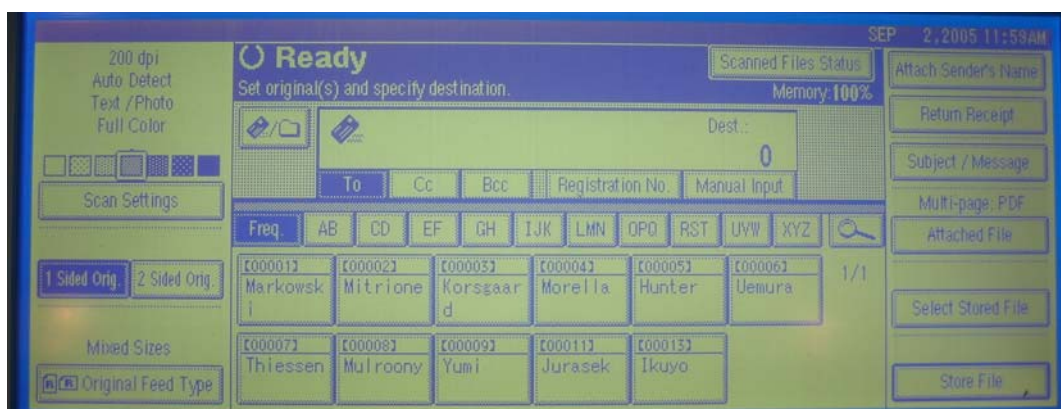 SEP 2,2005 11:59AM
200 dpi
Auto Detect
Text / Photo
Full Color
Scan Settings
1 Sided Orig. 2 Sided Orig.
Mixed Sizes
Original Feed Type
Ready
Scanned Files Status
Set original(s) and specify destination.
Memory:100%
Dest.:
0
To Cc Bcc Registration No. Manual Input
Freq. AB CD EF GH IJK LMN OPQ RST UVW XYZ
[00001] [00002] [00003] [00004] [00005] [00006]
Markowsk Mitrione Korsgaar Morella Hunter Uemura
i d
1/1
[00007] [00008] [00009] [00011] [00013]
Thiessen Mulroony Yumi Jurasek Ikuyo
Attach Sender's Name
Return Receipt
Subject / Message
Multi-page: PDF
Attached File
Select Stored File
Store File